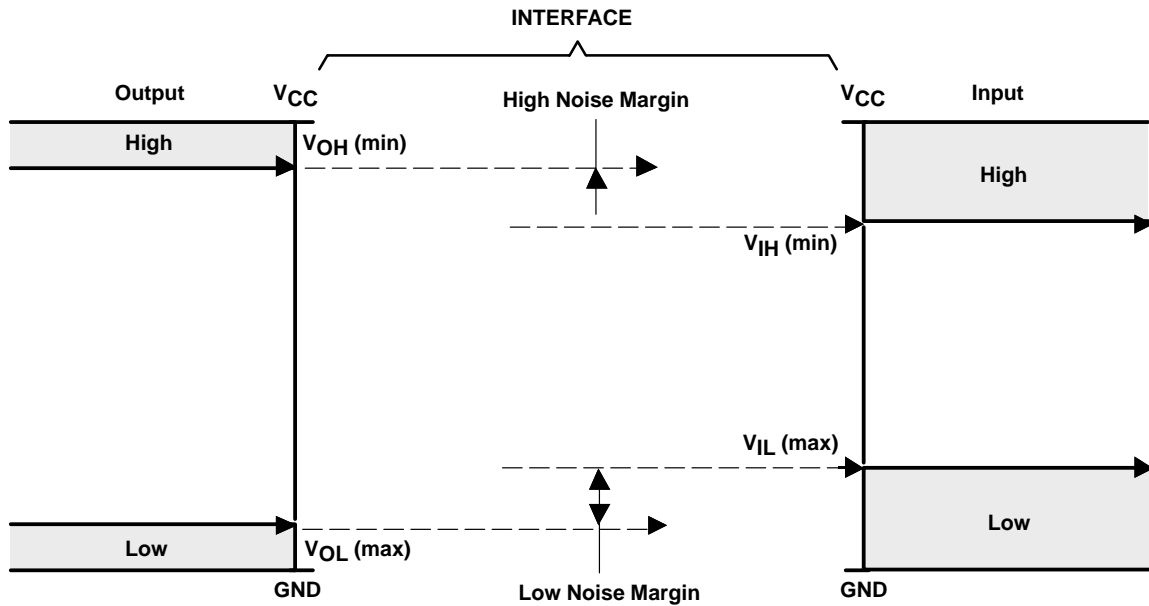 INTERFACE
Output
VCC
High Noise Margin
VCC
Input
High
VOH (min)
High
VIH (min)
VIL (max)
Low
VOL (max)
Low
GND
Low Noise Margin
GND